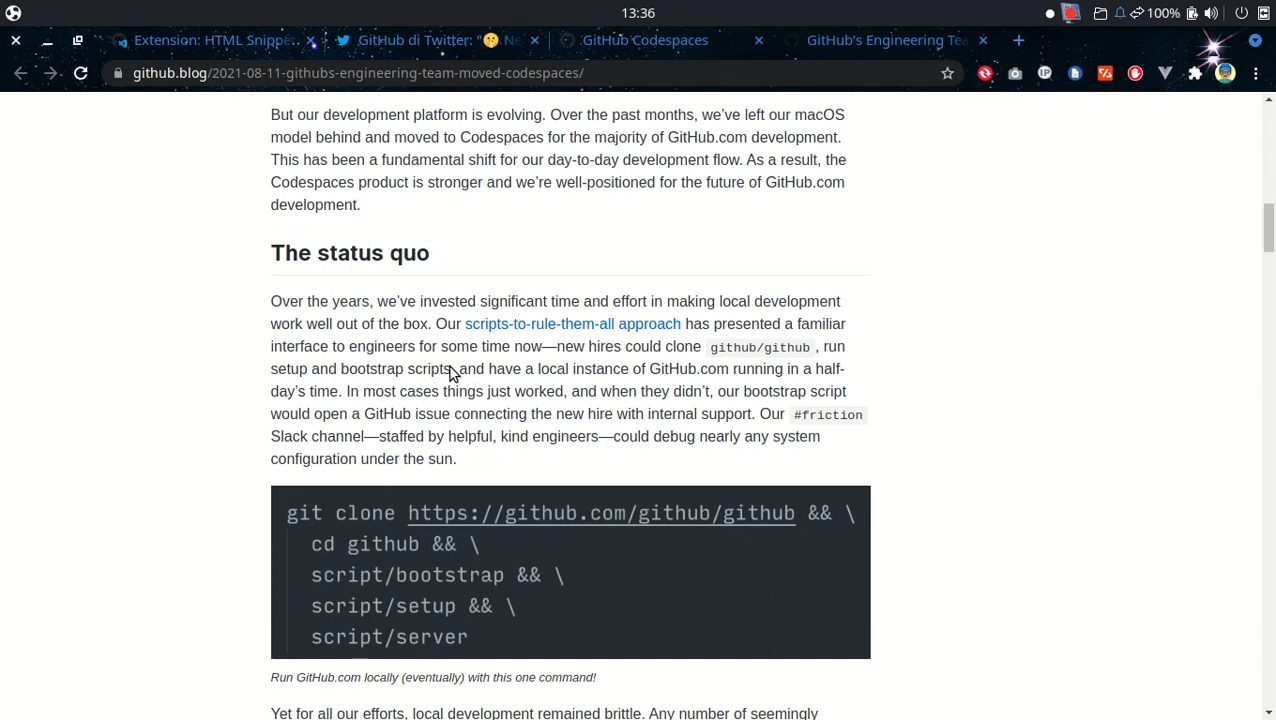 13:36
100%
Extension: HTML Snippe
GitHub di Twitter: "🤫 Ne
GitHub Codespaces
GitHub's Engineering Tea
github.blog/2021-08-11-githubs-engineering-team-moved-codespaces/
But our development platform is evolving. Over the past months, we've left our macOS
model behind and moved to Codespaces for the majority of GitHub.com development.
This has been a fundamental shift for our day-to-day development flow. As a result, the
Codespaces product is stronger and we're well-positioned for the future of GitHub.com
development.
The status quo
Over the years, we've invested significant time and effort in making local development
work well out of the box. Our scripts-to-rule-them-all approach has presented a familiar
interface to engineers for some time now—new hires could clone github/github, run
setup and bootstrap scripts, and have a local instance of GitHub.com running in a half-
day's time. In most cases things just worked, and when they didn't, our bootstrap script
would open a GitHub issue connecting the new hire with internal support. Our #friction
Slack channel—staffed by helpful, kind engineers—could debug nearly any system
configuration under the sun.
git clone https://github.com/github/github && \
cd github && \
script/bootstrap && \
script/setup && \
script/server
Run GitHub.com locally (eventually) with this one command!
Yet for all our efforts, local development remained brittle. Any number of seemingly